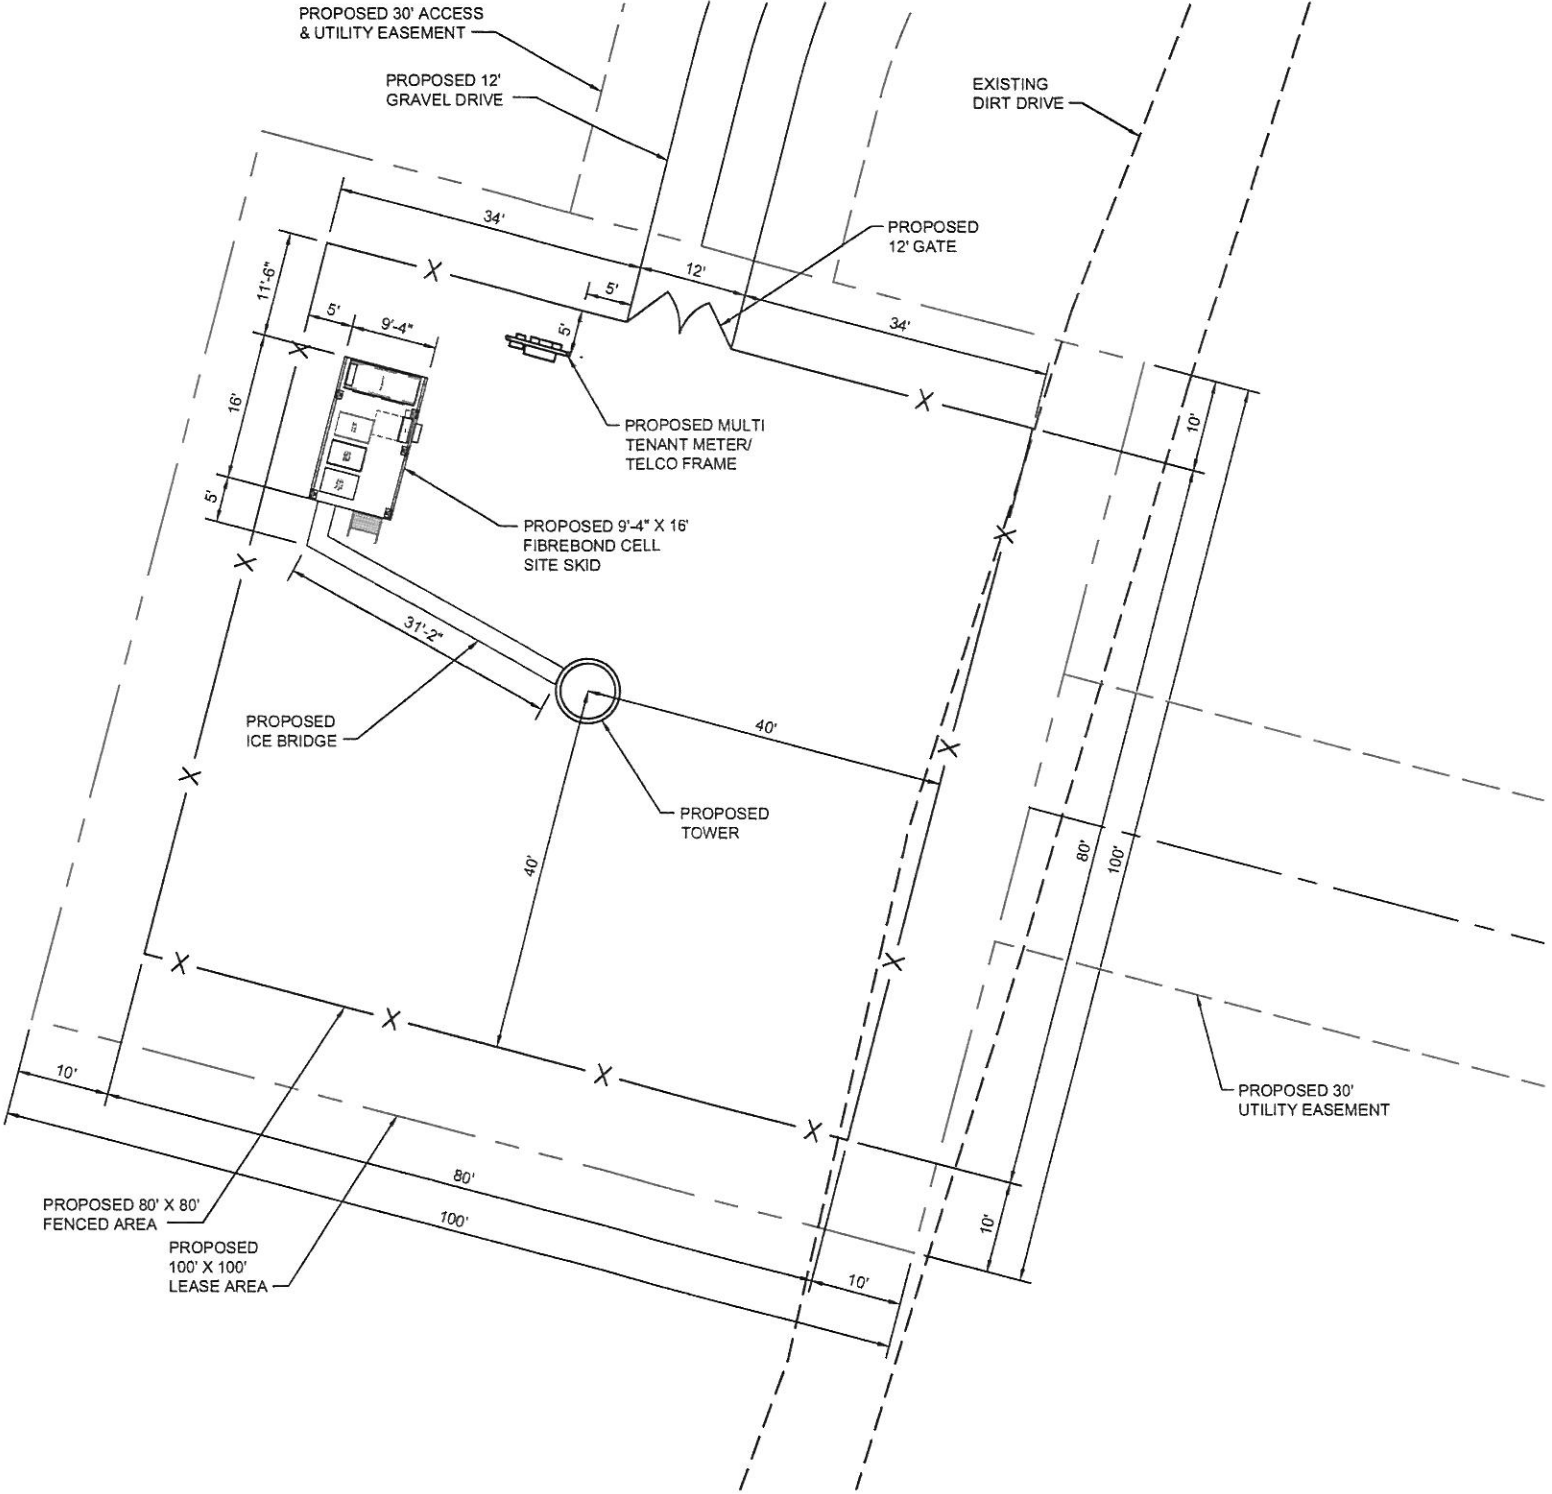 PROPOSED 30' ACCESS
& UTILITY EASEMENT
PROPOSED 12'
GRAVEL DRIVE
EXISTING
DIRT DRIVE
PROPOSED
12' GATE
34'
12'
34'
11'-6"
5'
9'-4"
5'
5'
16'
5'
10'
PROPOSED MULTI
TENANT METER/
TELCO FRAME
PROPOSED 9'-4" X 16'
FIBREBOND CELL
SITE SKID
31'-2"
PROPOSED
ICE BRIDGE
40'
PROPOSED
TOWER
40'
80'
100'
PROPOSED 30'
UTILITY EASEMENT
10'
80'
100'
10'
10'
PROPOSED 80' X 80'
FENCED AREA
PROPOSED
100' X 100'
LEASE AREA